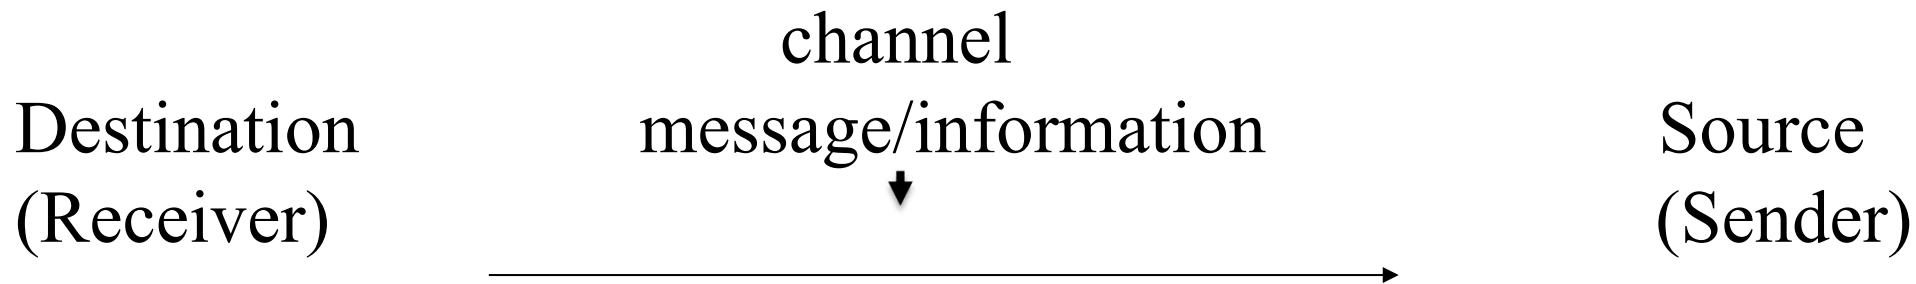 channel
Destination message/information Source
(Receiver) (Sender)